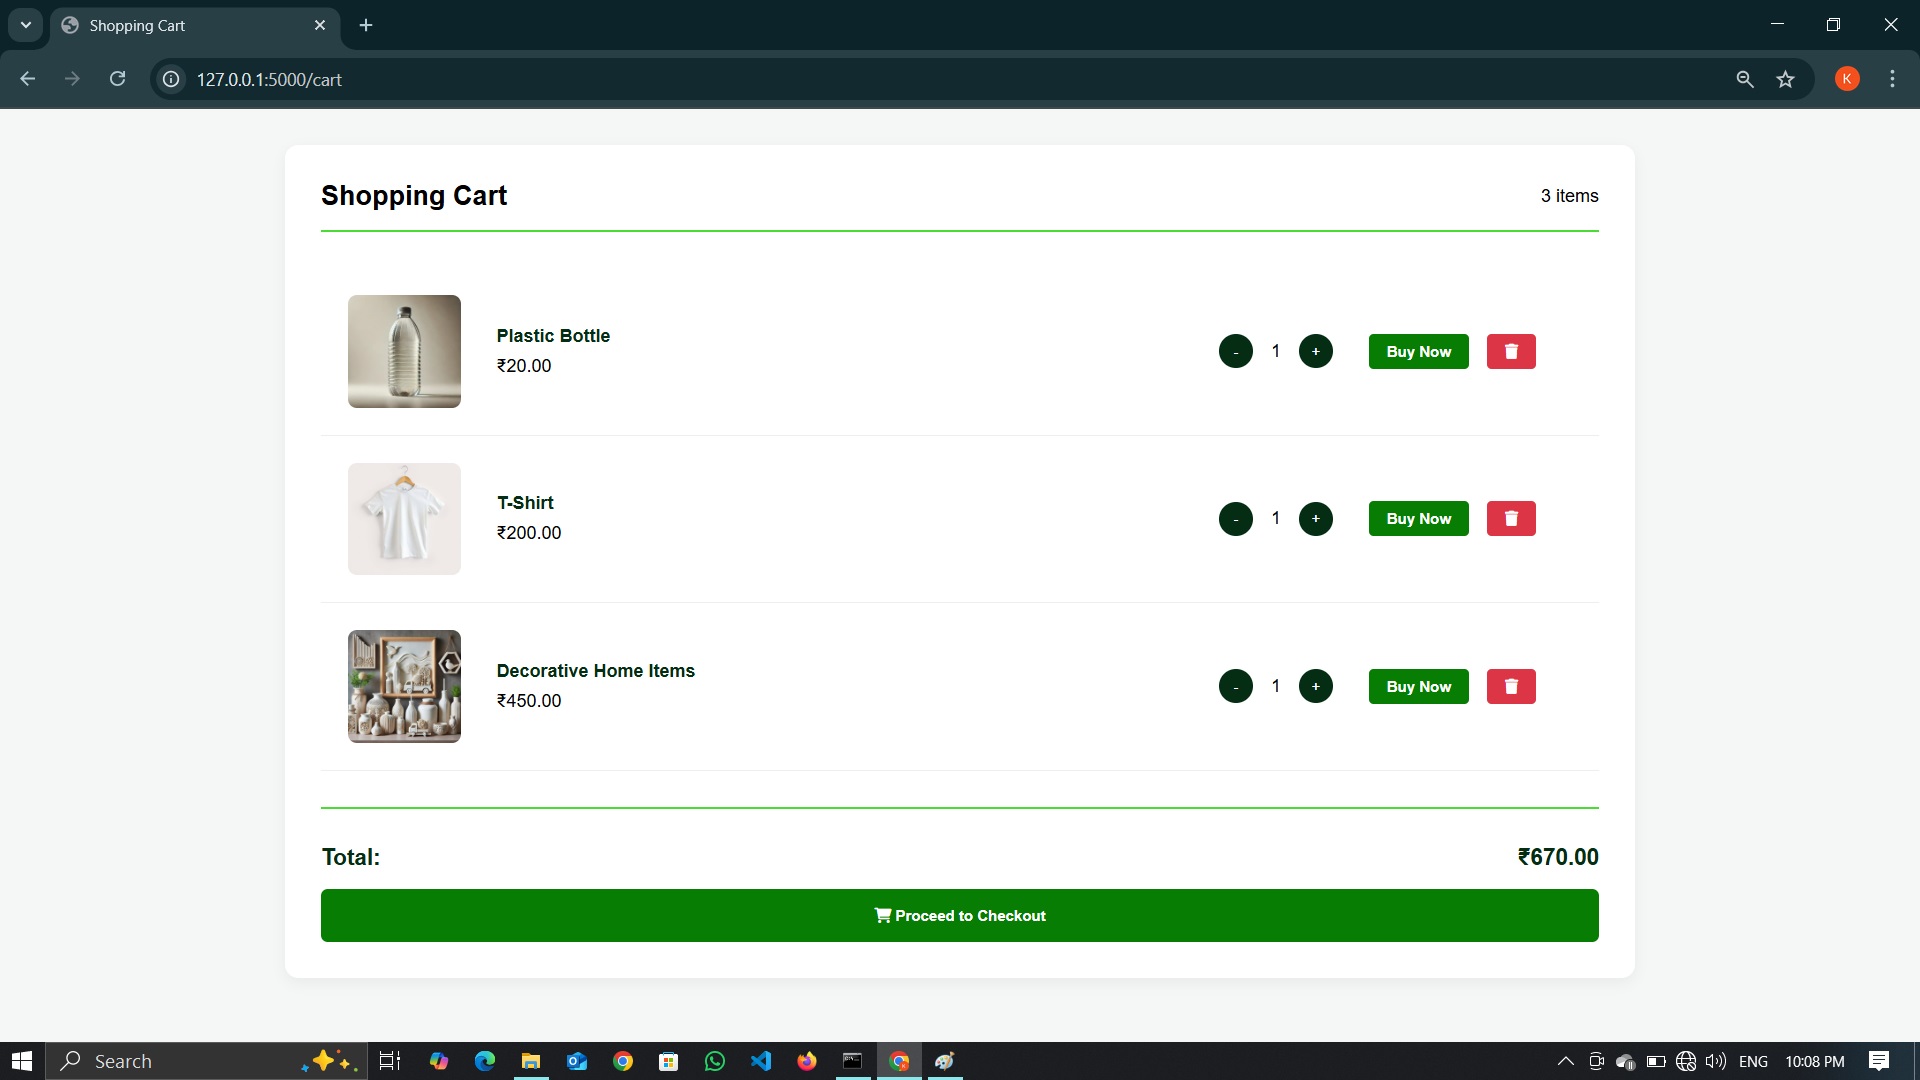 Shopping Cart
127.0.0.1:5000/cart
K
Shopping Cart
3 items
Plastic Bottle
₹20.00
- 1 + Buy Now
T-Shirt
₹200.00
- 1 + Buy Now
Decorative Home Items
₹450.00
- 1 + Buy Now
Total:
₹670.00
Proceed to Checkout
Search
ENG
10:08 PM